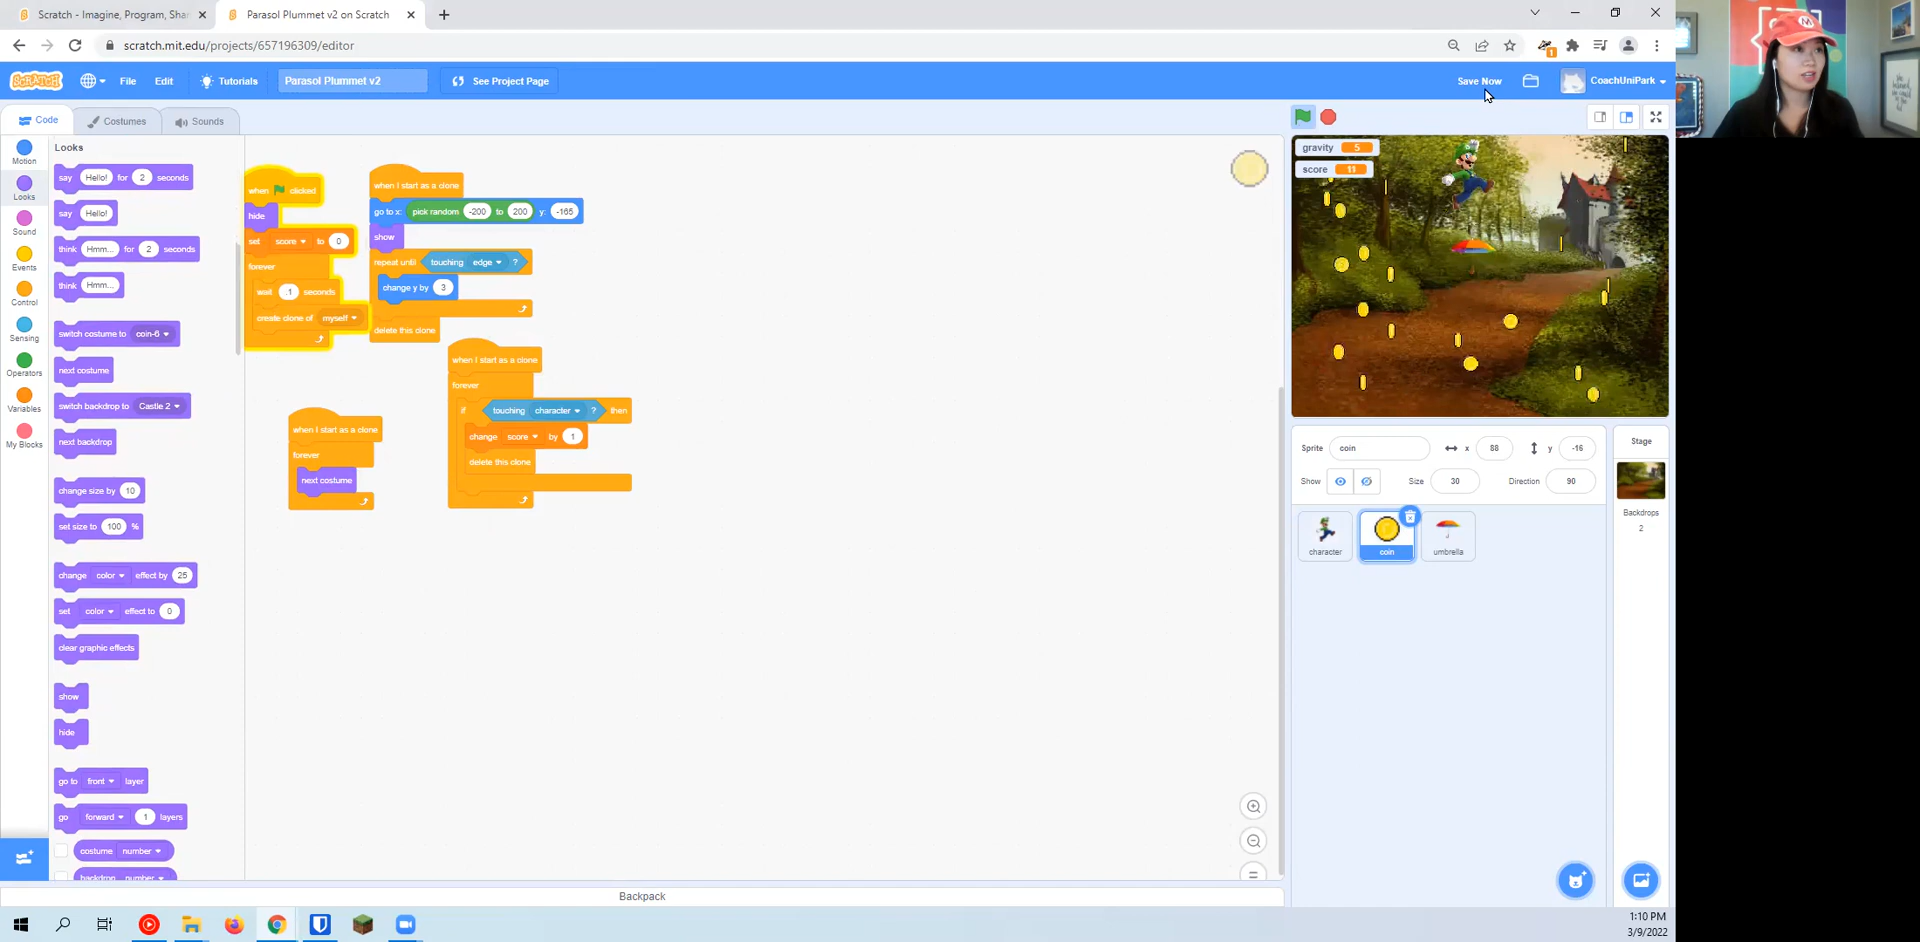 Scratch - Imagine, Program, Shar
Parasol Plummet v2 on Scratch
scratch.mit.edu/projects/657196309/editor
SCRATCH
File
Edit
Tutorials
Parasol Plummet v2
See Project Page
Save Now
CoachUniPark
Code
Costumes
Sounds
Motion
Looks
Sound
Events
Control
Sensing
Operators
Variables
My Blocks
Looks
say Hello! for 2 seconds
say Hello!
think Hmm... for 2 seconds
think Hmm...
switch costume to coin-6
next costume
switch backdrop to Castle 2
next backdrop
change size by 10
set size to 100 %
change color effect by 25
set color effect to 0
clear graphic effects
show
hide
go to front layer
go forward 1 layers
costume number
backdrop number
when clicked
hide
set score to 0
forever
wait .1 seconds
create clone of myself
when I start as a clone
go to x: pick random -200 to 200 y: -165
show
repeat until touching edge ?
change y by 3
delete this clone
when I start as a clone
forever
if touching character ? then
change score by 1
delete this clone
when I start as a clone
forever
next costume
gravity 5
score 11
Sprite coin x 88 y -16
Show Size 30 Direction 90
character
coin
umbrella
Stage
Backdrops
2
Backpack
1:10 PM
3/9/2022